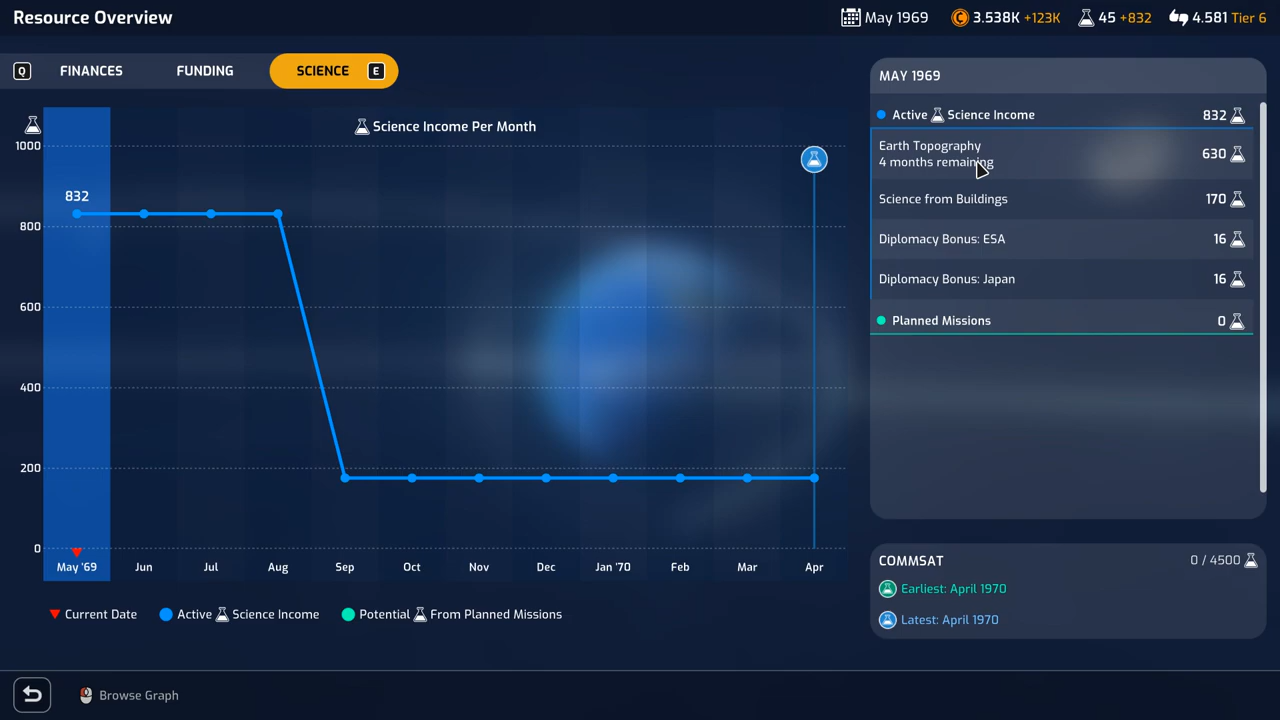 Resource Overview
May 1969
3.538K +123K
45 +832
4.581 Tier 6
Q
FINANCES
FUNDING
SCIENCE
E
Science Income Per Month
1000
800
600
400
200
0
832
May '69
Jun
Jul
Aug
Sep
Oct
Nov
Dec
Jan '70
Feb
Mar
Apr
Current Date
Active Science Income
Potential From Planned Missions
MAY 1969
Active Science Income 832
Earth Topography
4 months remaining
630
Science from Buildings 170
Diplomacy Bonus: ESA 16
Diplomacy Bonus: Japan 16
Planned Missions 0
COMMSAT 0 / 4500
Earliest: April 1970
Latest: April 1970
Browse Graph